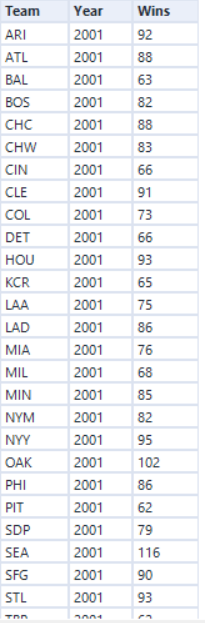 Team Year Wins
ARI 2001 92
ATL 2001 88
BAL 2001 63
BOS 2001 82
CHC 2001 88
CHW 2001 83
CIN 2001 66
CLE 2001 91
COL 2001 73
DET 2001 66
HOU 2001 93
KCR 2001 65
LAA 2001 75
LAD 2001 86
MIA 2001 76
MIL 2001 68
MIN 2001 85
NYM 2001 82
NYY 2001 95
OAK 2001 102
PHI 2001 86
PIT 2001 62
SDP 2001 79
SEA 2001 116
SFG 2001 90
STL 2001 93